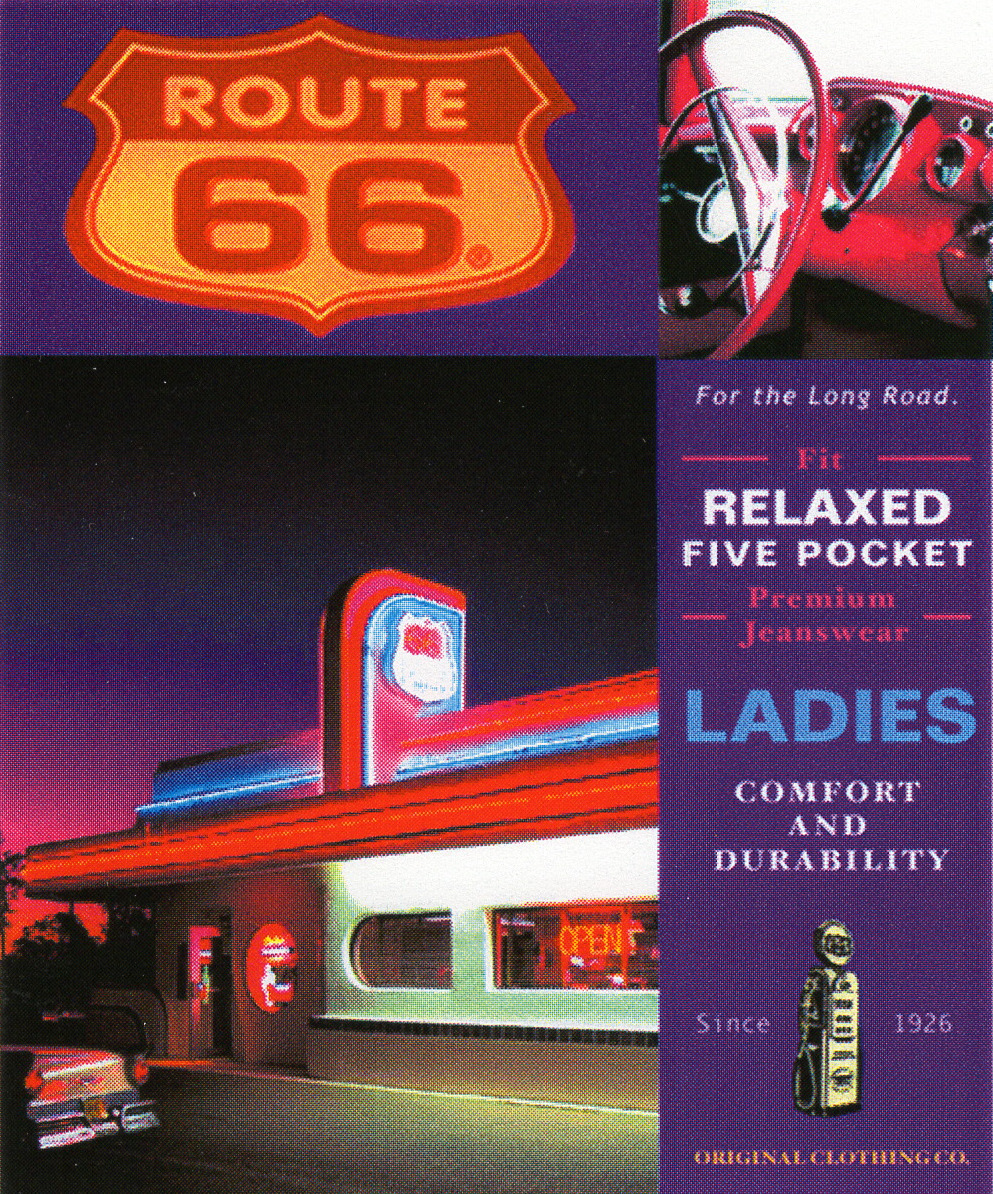 ROUTE
66®
For the Long Road.
Fit
RELAXED
FIVE POCKET
Premium
Jeanswear
LADIES
COMFORT
AND
DURABILITY
Since 1926
ORIGINAL CLOTHING CO.
66
OPEN